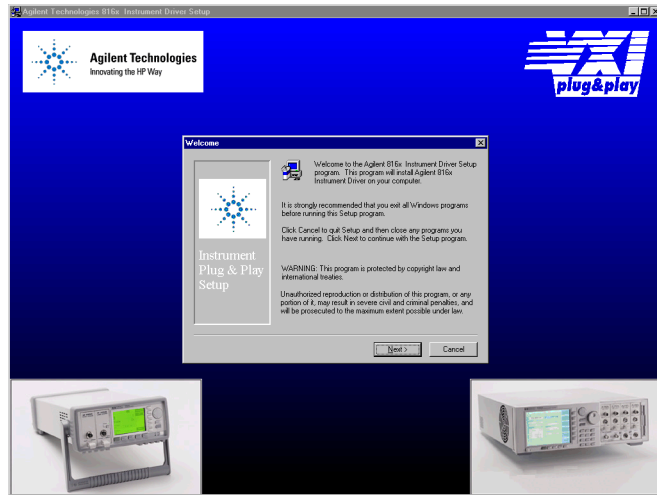 Agilent Technologies 816x Instrument Driver Setup
Agilent Technologies
Innovating the HP Way
VXI
plug&play
Welcome
Welcome to the Agilent 816x Instrument Driver Setup
program. This program will install Agilent 816x
Instrument Driver on your computer.
It is strongly recommended that you exit all Windows programs
before running this Setup program.
Click Cancel to quit Setup and then close any programs you
have running. Click Next to continue with the Setup program.
Instrument
Plug & Play
Setup
WARNING: This program is protected by copyright law and
international treaties.
Unauthorized reproduction or distribution of this program, or any
portion of it, may result in severe civil and criminal penalties, and
will be prosecuted to the maximum extent possible under law.
Next >
Cancel